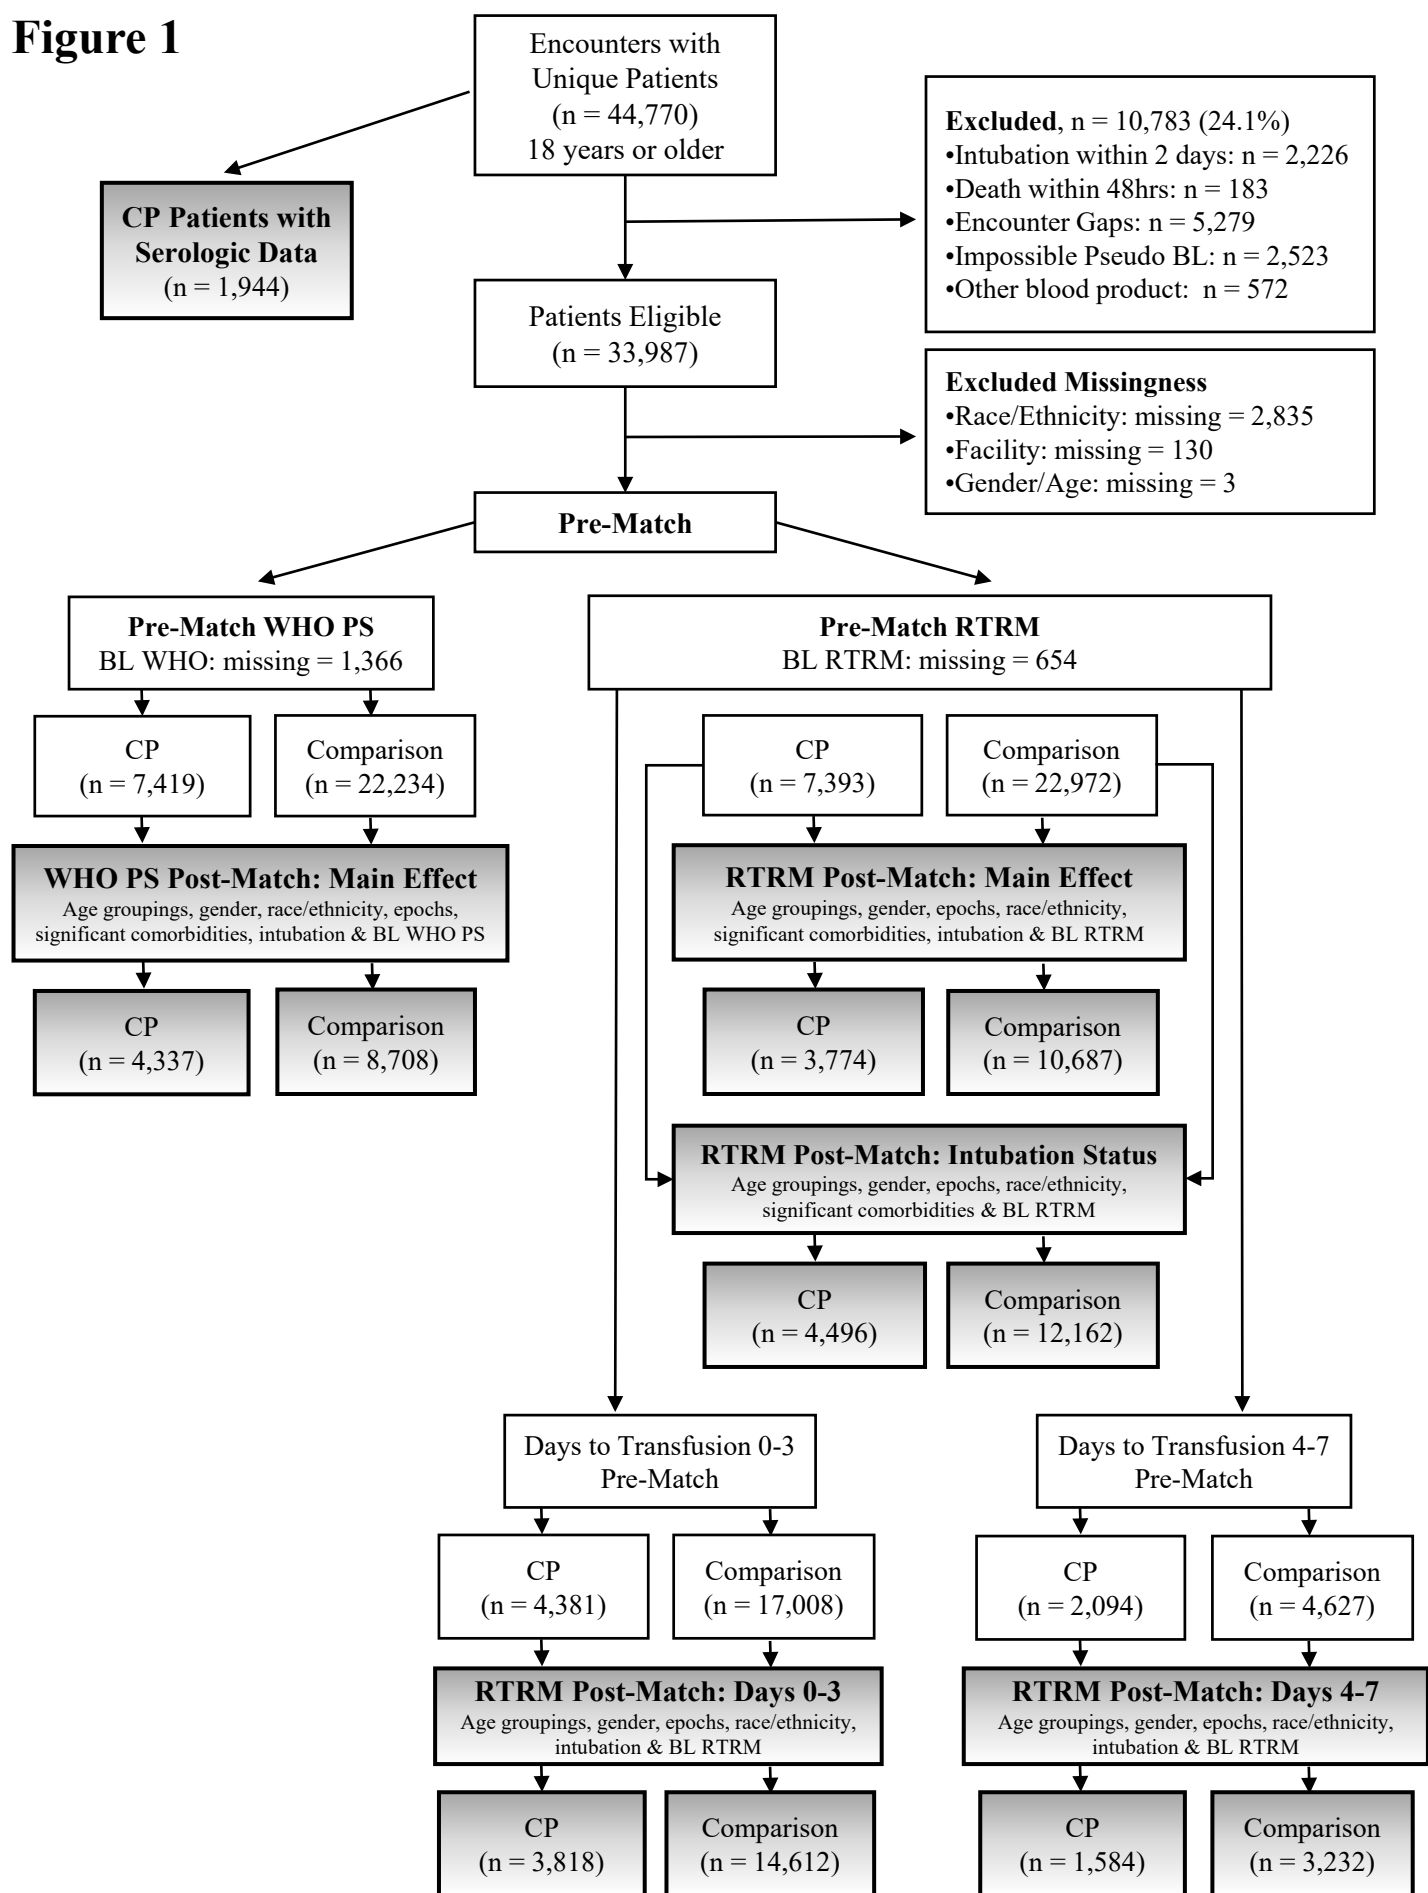 Figure 1
Encounters with
Unique Patients
(n = 44,770)
18 years or older
Excluded, n = 10,783 (24.1%)
•Intubation within 2 days: n = 2,226
•Death within 48hrs: n = 183
•Encounter Gaps: n = 5,279
•Impossible Pseudo BL: n = 2,523
•Other blood product:  n = 572
CP Patients with
Serologic Data
(n = 1,944)
Patients Eligible
(n = 33,987)
Excluded Missingness
•Race/Ethnicity: missing = 2,835
•Facility: missing = 130
•Gender/Age: missing = 3
Pre-Match
Pre-Match WHO PS
BL WHO: missing = 1,366
CP
(n = 7,419)
Comparison
(n = 22,234)
WHO PS Post-Match: Main Effect
Age groupings, gender, race/ethnicity, epochs,
significant comorbidities, intubation & BL WHO PS
CP
(n = 4,337)
Comparison
(n = 8,708)
Pre-Match RTRM
BL RTRM: missing = 654
CP
(n = 7,393)
Comparison
(n = 22,972)
RTRM Post-Match: Main Effect
Age groupings, gender, epochs, race/ethnicity,
significant comorbidities, intubation & BL RTRM
CP
(n = 3,774)
Comparison
(n = 10,687)
RTRM Post-Match: Intubation Status
Age groupings, gender, epochs, race/ethnicity,
significant comorbidities & BL RTRM
CP
(n = 4,496)
Comparison
(n = 12,162)
Days to Transfusion 0-3
Pre-Match
CP
(n = 4,381)
Comparison
(n = 17,008)
RTRM Post-Match: Days 0-3
Age groupings, gender, epochs, race/ethnicity,
intubation & BL RTRM
CP
(n = 3,818)
Comparison
(n = 14,612)
Days to Transfusion 4-7
Pre-Match
CP
(n = 2,094)
Comparison
(n = 4,627)
RTRM Post-Match: Days 4-7
Age groupings, gender, epochs, race/ethnicity,
intubation & BL RTRM
CP
(n = 1,584)
Comparison
(n = 3,232)